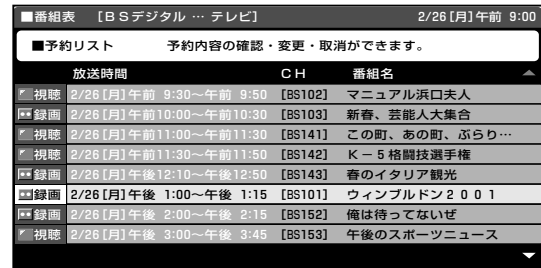 ■番組表 [BSデジタル … テレビ] 2/26[月]午前 9:00
■予約リスト 予約内容の確認・変更・取消ができます。
放送時間 CH 番組名
視聴 2/26[月]午前 9:30～午前 9:50 [BS102] マニュアル浜口夫人
録画 2/26[月]午前10:00～午前10:30 [BS103] 新春、芸能人大集合
視聴 2/26[月]午前11:00～午前11:30 [BS141] この町、あの町、ぶらり…
視聴 2/26[月]午前11:30～午前11:50 [BS142] K－5格闘技選手権
録画 2/26[月]午後12:10～午後12:50 [BS143] 春のイタリア観光
録画 2/26[月]午後 1:00～午後 1:15 [BS101] ウィンブルドン2001
録画 2/26[月]午後 2:00～午後 2:15 [BS152] 俺は待ってないぜ
視聴 2/26[月]午後 3:00～午後 3:45 [BS153] 午後のスポーツニュース